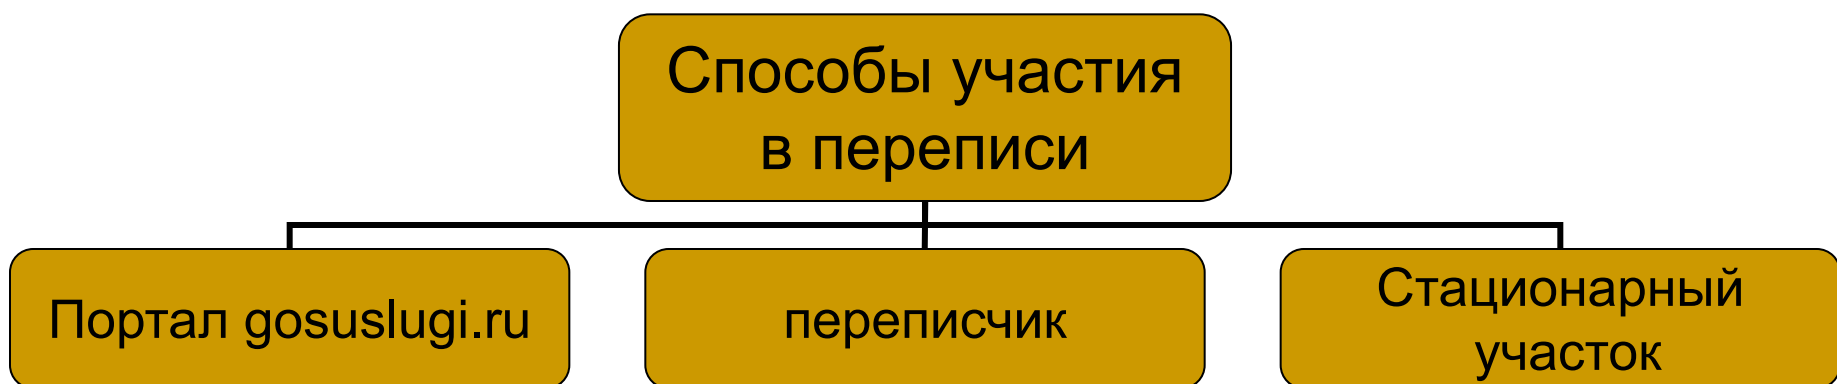 Способы участия
в переписи
Портал gosuslugi.ru
переписчик
Стационарный
участок